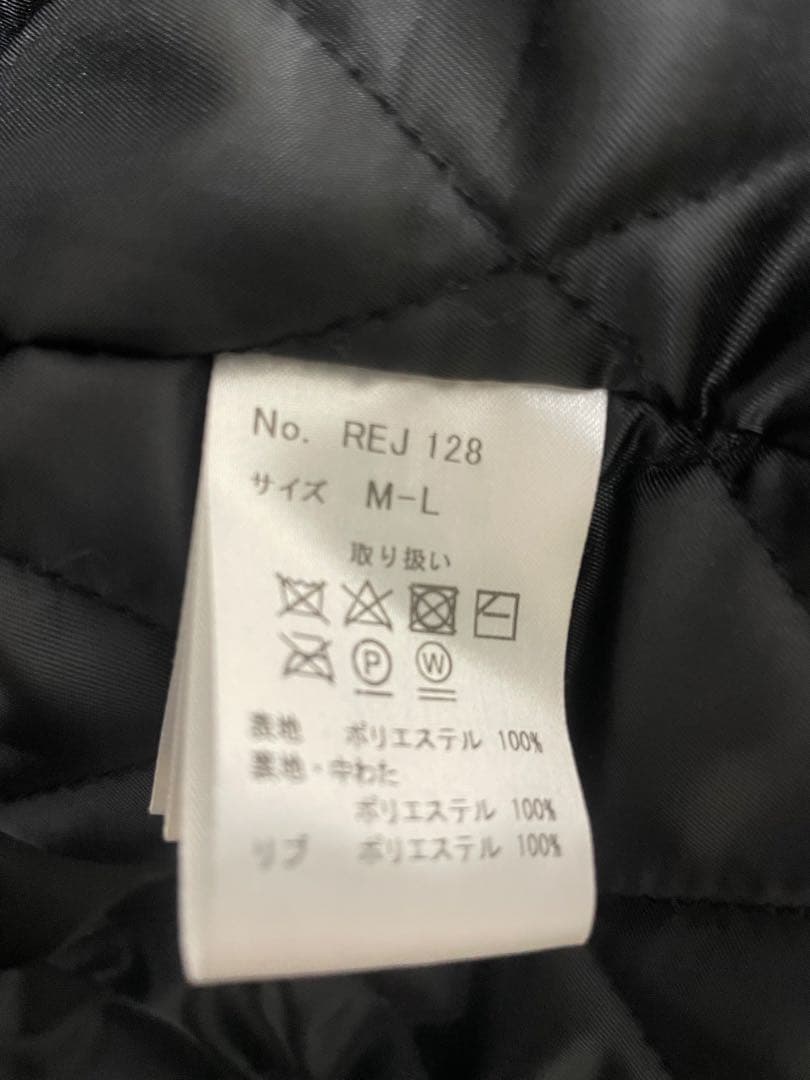 No. REJ 128
サイズ M-L
取り扱い
P W
表地 ポリエステル 100%
裏地・中わた
ポリエステル 100%
リブ ポリエステル 100%